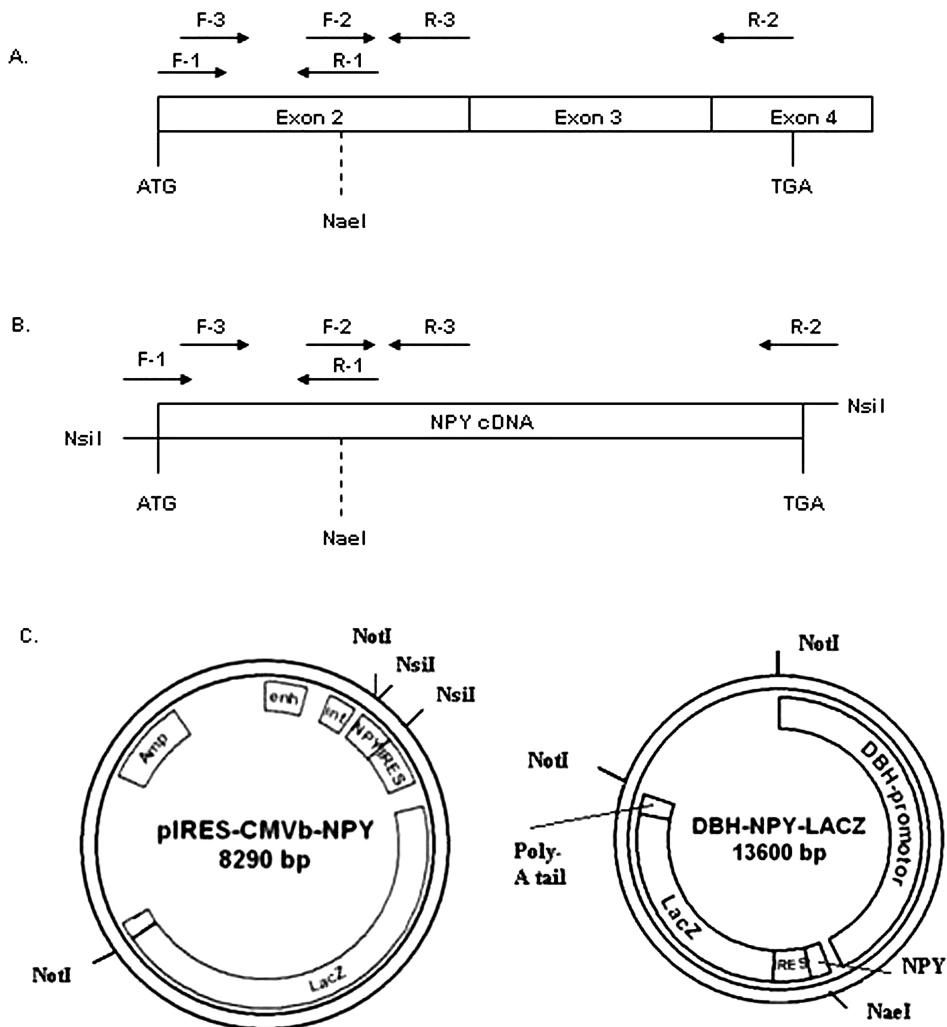 A.
F-3
F-2
R-3
R-2
F-1
R-1
Exon 2
Exon 3
Exon 4
ATG
TGA
NaeI
B.
F-3
F-2
R-3
R-2
F-1
R-1
NsiI
NPY cDNA
NsiI
ATG
TGA
NaeI
C.
NotI
NsiI
NsiI
enh
int
NPY
IRES
Amp
pIRES-CMVb-NPY
8290 bp
LacZ
NotI
NotI
NotI
DBH-promotor
DBH-NPY-LACZ
13600 bp
Poly-
A tail
LacZ
IRES
NPY
NaeI